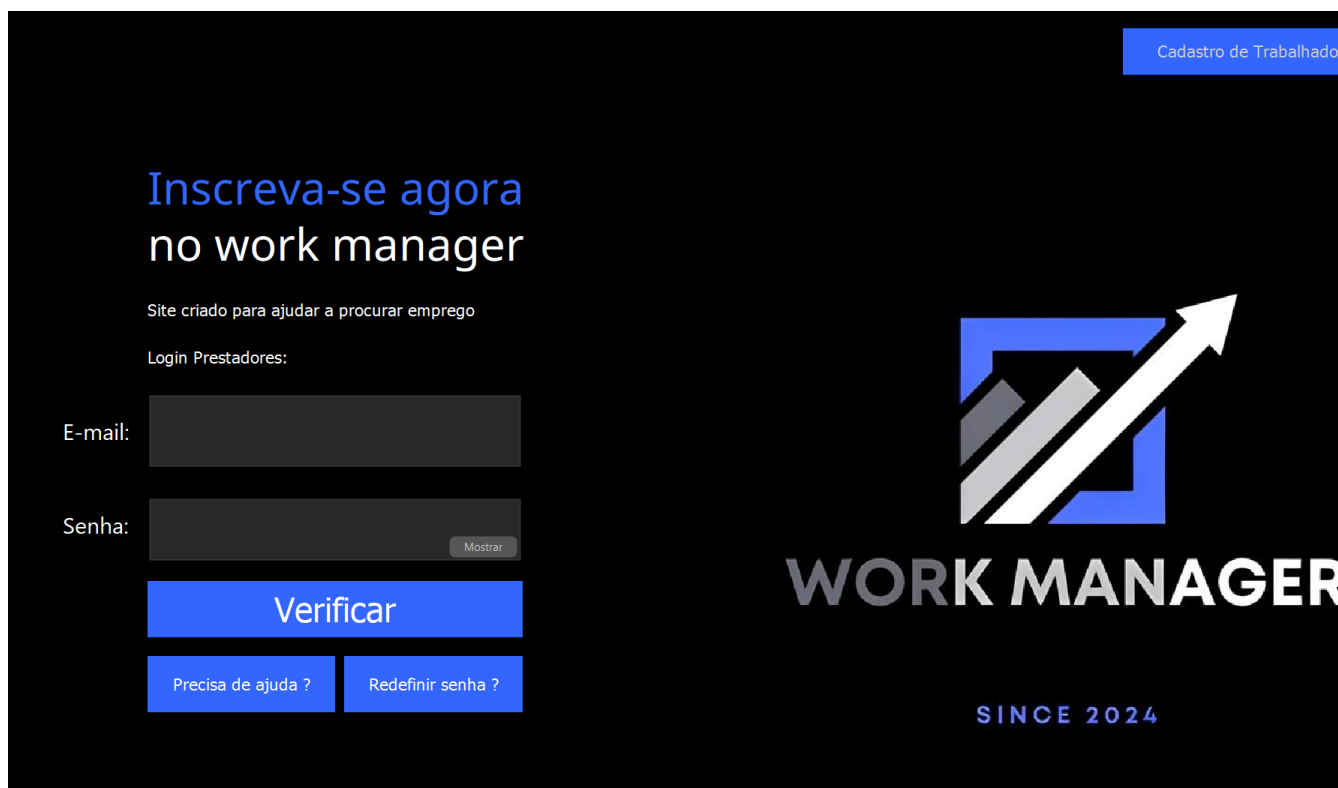 Cadastro de Trabalhado
Inscreva-se agora
no work manager
Site criado para ajudar a procurar emprego
Login Prestadores:
E-mail:
Senha:
Mostrar
Verificar
Precisa de ajuda ?
Redefinir senha ?
WORK MANAGER
SINCE 2024